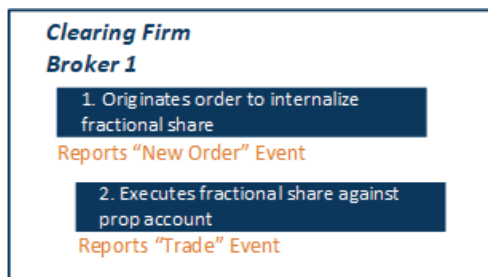 Clearing Firm
Broker 1
1. Originates order to internalize
fractional share
Reports “New Order” Event
2. Executes fractional share against
prop account
Reports “Trade” Event